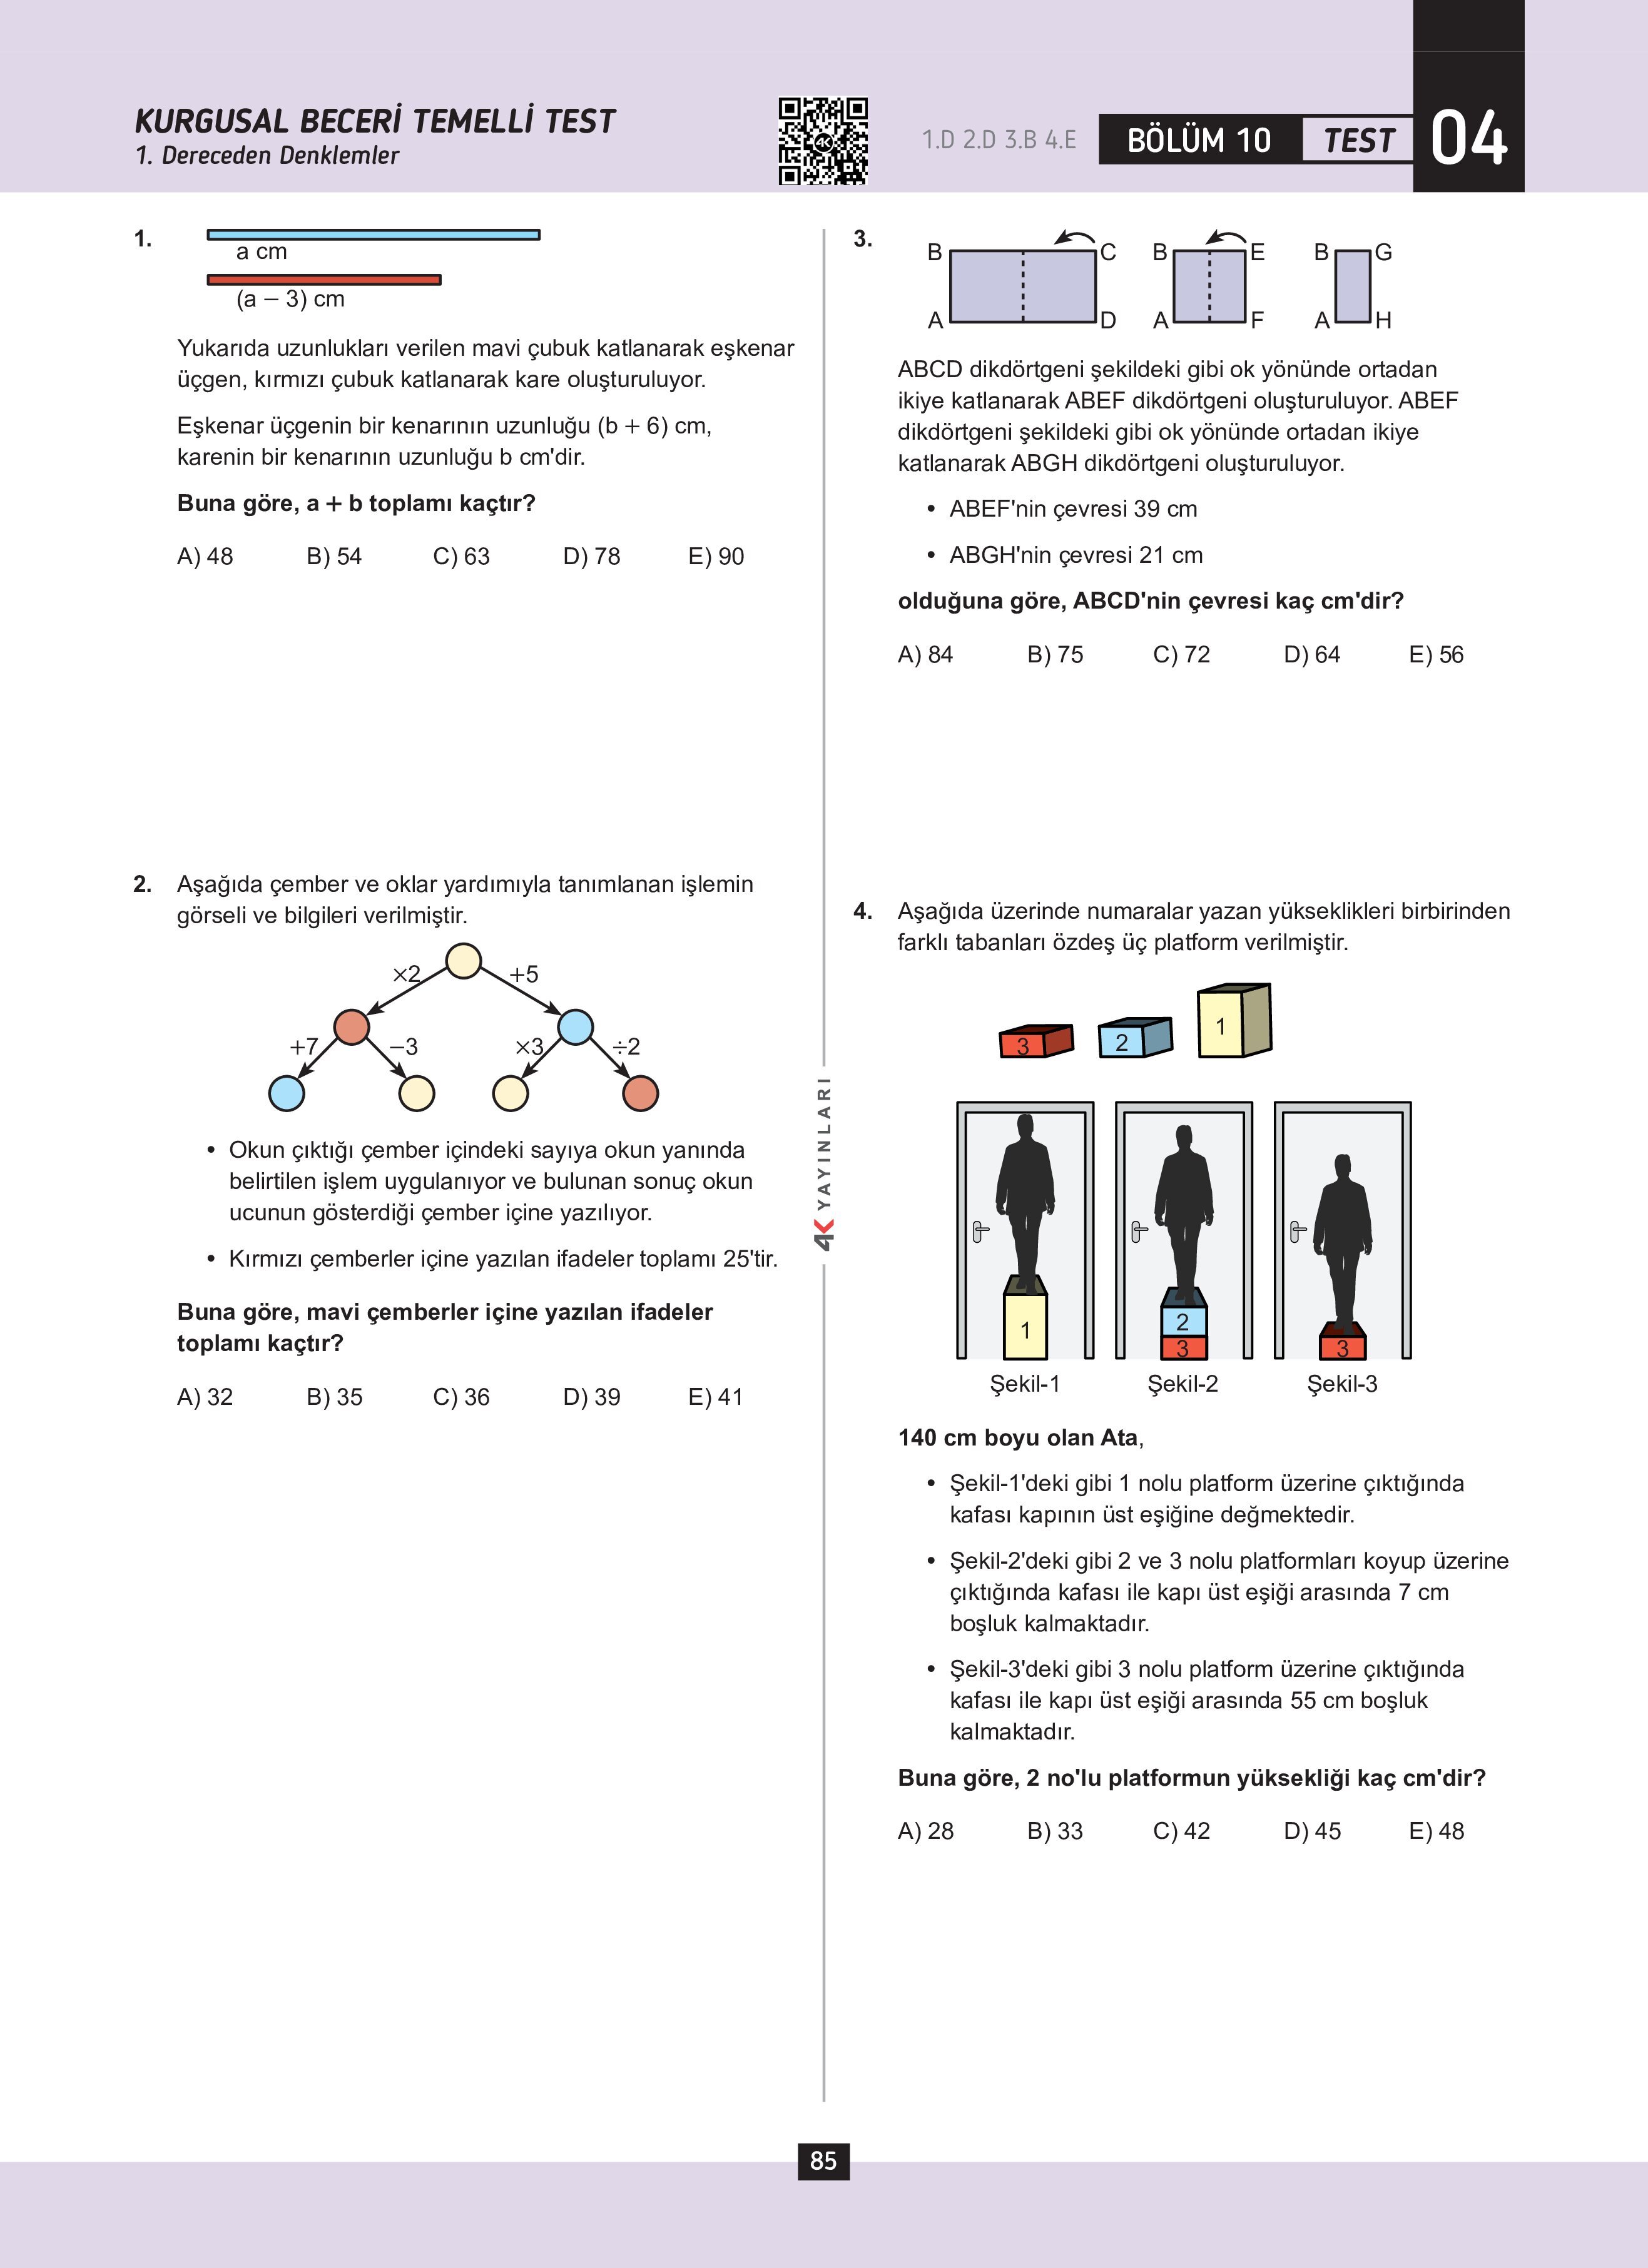 KURGUSAL BECERİ TEMELLİ TEST
1. Dereceden Denklemler
4K
1.D 2.D 3.B 4.E
BÖLÜM 10
TEST
04
1.
a cm
(a − 3) cm
Yukarıda uzunlukları verilen mavi çubuk katlanarak eşkenar
üçgen, kırmızı çubuk katlanarak kare oluşturuluyor.
Eşkenar üçgenin bir kenarının uzunluğu (b + 6) cm,
karenin bir kenarının uzunluğu b cm'dir.
Buna göre, a + b toplamı kaçtır?
A) 48 B) 54 C) 63 D) 78 E) 90
2. Aşağıda çember ve oklar yardımıyla tanımlanan işlemin
görseli ve bilgileri verilmiştir.
×2 +5
+7 −3 ×3 ÷2
• Okun çıktığı çember içindeki sayıya okun yanında
belirtilen işlem uygulanıyor ve bulunan sonuç okun
ucunun gösterdiği çember içine yazılıyor.
• Kırmızı çemberler içine yazılan ifadeler toplamı 25'tir.
Buna göre, mavi çemberler içine yazılan ifadeler
toplamı kaçtır?
A) 32 B) 35 C) 36 D) 39 E) 41
4K YAYINLARI
3.
B C B E B G
A D A F A H
ABCD dikdörtgeni şekildeki gibi ok yönünde ortadan
ikiye katlanarak ABEF dikdörtgeni oluşturuluyor. ABEF
dikdörtgeni şekildeki gibi ok yönünde ortadan ikiye
katlanarak ABGH dikdörtgeni oluşturuluyor.
• ABEF'nin çevresi 39 cm
• ABGH'nin çevresi 21 cm
olduğuna göre, ABCD'nin çevresi kaç cm'dir?
A) 84 B) 75 C) 72 D) 64 E) 56
4. Aşağıda üzerinde numaralar yazan yükseklikleri birbirinden
farklı tabanları özdeş üç platform verilmiştir.
3 2 1
1
2
3
3
Şekil-1 Şekil-2 Şekil-3
140 cm boyu olan Ata,
• Şekil-1'deki gibi 1 nolu platform üzerine çıktığında
kafası kapının üst eşiğine değmektedir.
• Şekil-2'deki gibi 2 ve 3 nolu platformları koyup üzerine
çıktığında kafası ile kapı üst eşiği arasında 7 cm
boşluk kalmaktadır.
• Şekil-3'deki gibi 3 nolu platform üzerine çıktığında
kafası ile kapı üst eşiği arasında 55 cm boşluk
kalmaktadır.
Buna göre, 2 no'lu platformun yüksekliği kaç cm'dir?
A) 28 B) 33 C) 42 D) 45 E) 48
85